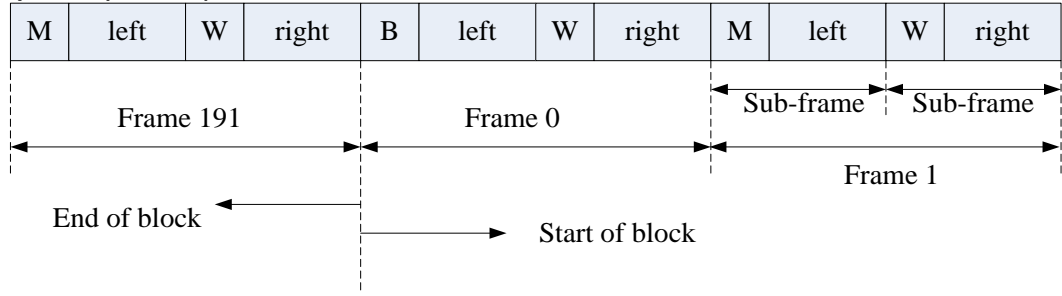 M left W right B left W right M left W right
Sub-frame Sub-frame
Frame 191 Frame 0
Frame 1
End of block Start of block